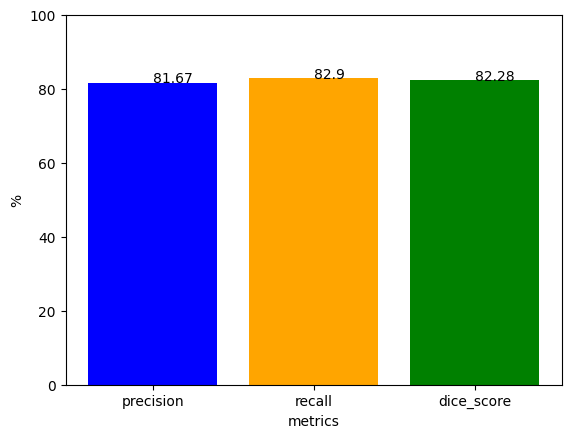 100
80
60
40
20
0
%
81.67
82.9
82.28
precision
recall
dice_score
metrics